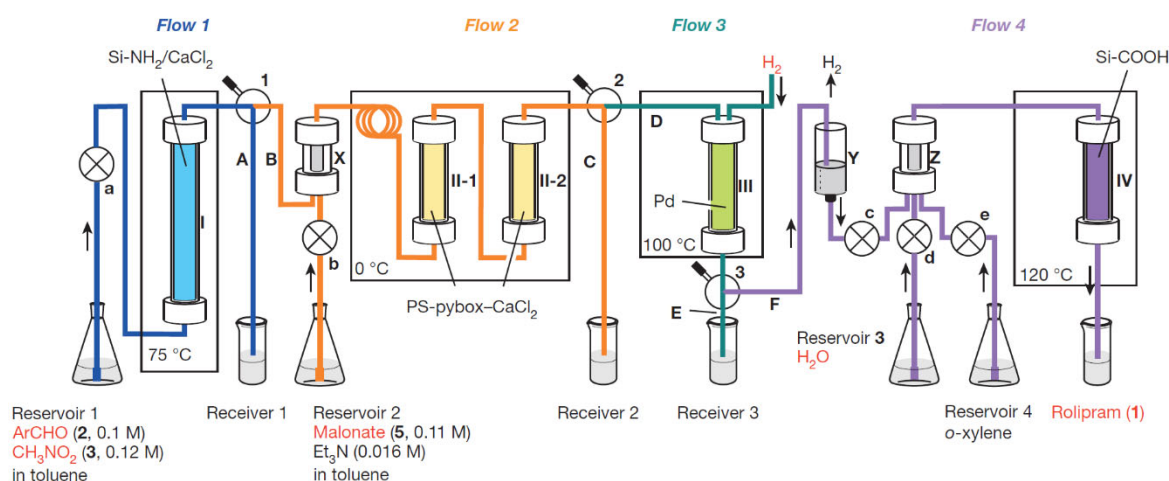 Flow 1
Flow 2
Flow 3
Flow 4
Si-NH₂/CaCl₂
1
2
H₂
H₂
Si-COOH
a
I
A
B
X
II-1
II-2
C
D
III
Pd
Y
Z
IV
b
c
d
e
0 °C
100 °C
120 °C
75 °C
PS-pybox–CaCl₂
3
E
F
Reservoir 3
H₂O
Reservoir 1
ArCHO (2, 0.1 M)
CH₃NO₂ (3, 0.12 M)
in toluene
Receiver 1
Reservoir 2
Malonate (5, 0.11 M)
Et₃N (0.016 M)
in toluene
Receiver 2
Receiver 3
Reservoir 4
o-xylene
Rolipram (1)